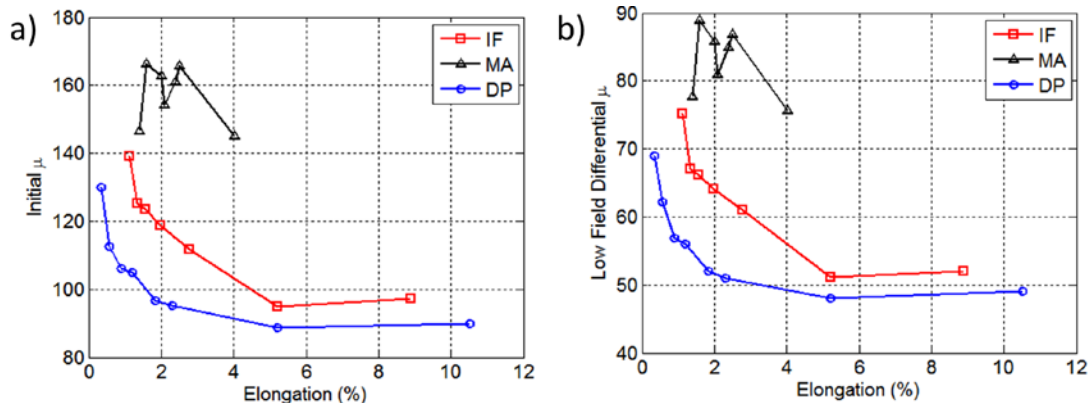 a)
180
160
140
120
100
80
Initial μ
0 2 4 6 8 10 12
Elongation (%)
IF
MA
DP
b)
90
80
70
60
50
40
Low Field Differential μ
0 2 4 6 8 10 12
Elongation (%)
IF
MA
DP